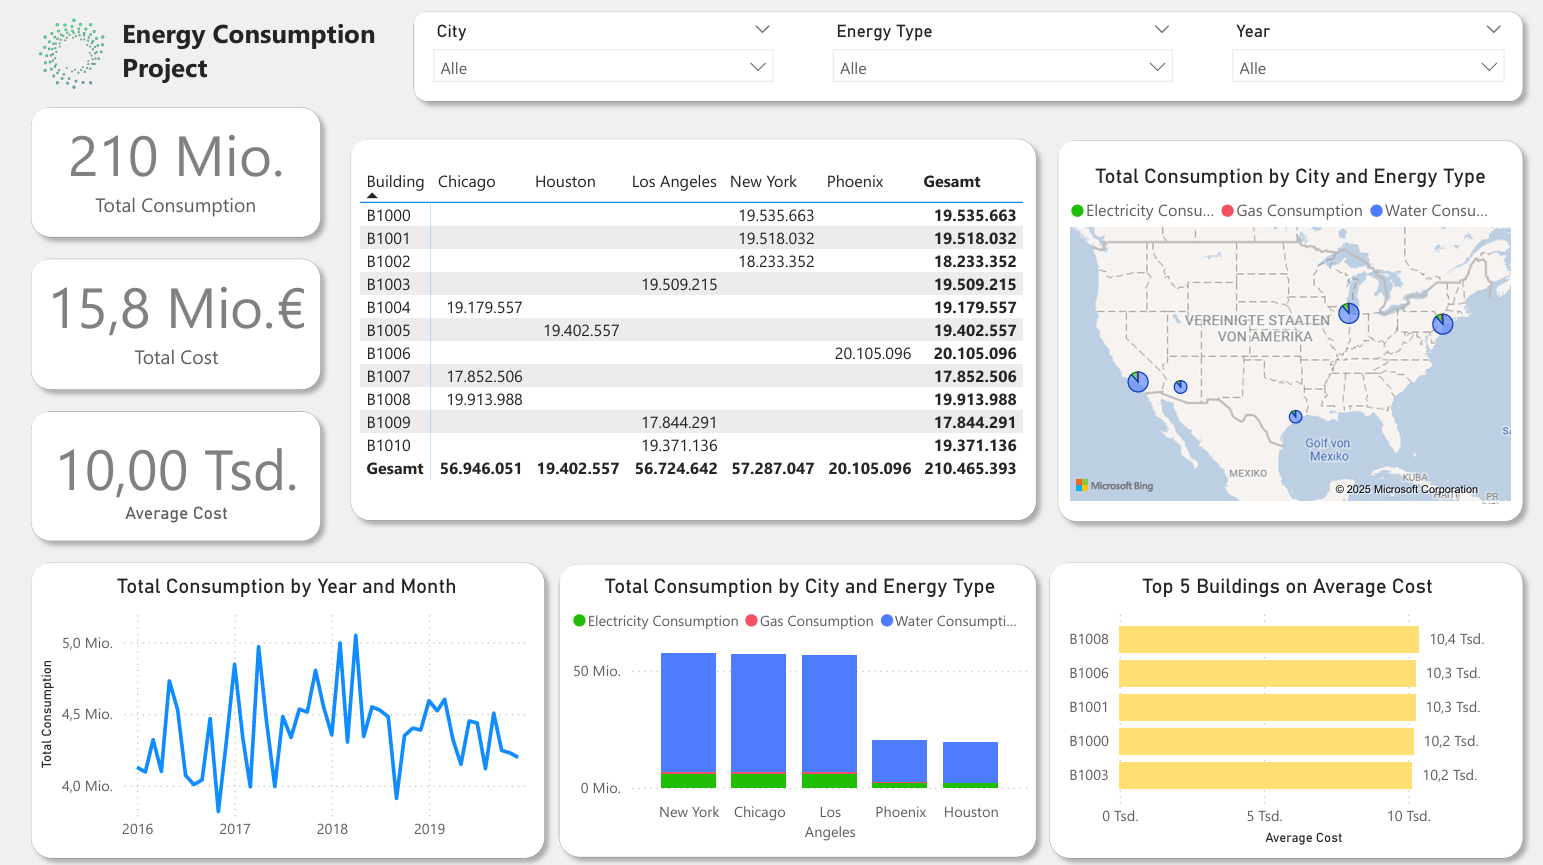 Energy Consumption
Project
City
Alle
Energy Type
Alle
Year
Alle
210 Mio.
Total Consumption
15,8 Mio.€
Total Cost
10,00 Tsd.
Average Cost
Building Chicago Houston Los Angeles New York Phoenix Gesamt
B1000 19.535.663 19.535.663
B1001 19.518.032 19.518.032
B1002 18.233.352 18.233.352
B1003 19.509.215 19.509.215
B1004 19.179.557 19.179.557
B1005 19.402.557 19.402.557
B1006 20.105.096 20.105.096
B1007 17.852.506 17.852.506
B1008 19.913.988 19.913.988
B1009 17.844.291 17.844.291
B1010 19.371.136 19.371.136
Gesamt 56.946.051 19.402.557 56.724.642 57.287.047 20.105.096 210.465.393
Total Consumption by City and Energy Type
Electricity Consu... Gas Consumption Water Consu...
VEREINIGTE STAATEN
VON AMERIKA
Golf von
Mexiko
MEXIKO
KUBA
PR
Microsoft Bing
© 2025 Microsoft Corporation
Total Consumption by Year and Month
Total Consumption
5,0 Mio.
4,5 Mio.
4,0 Mio.
2016 2017 2018 2019
Total Consumption by City and Energy Type
Electricity Consumption Gas Consumption Water Consumpti...
50 Mio.
0 Mio.
New York Chicago Los Angeles Phoenix Houston
Top 5 Buildings on Average Cost
B1008 10,4 Tsd.
B1006 10,3 Tsd.
B1001 10,3 Tsd.
B1000 10,2 Tsd.
B1003 10,2 Tsd.
0 Tsd. 5 Tsd. 10 Tsd.
Average Cost